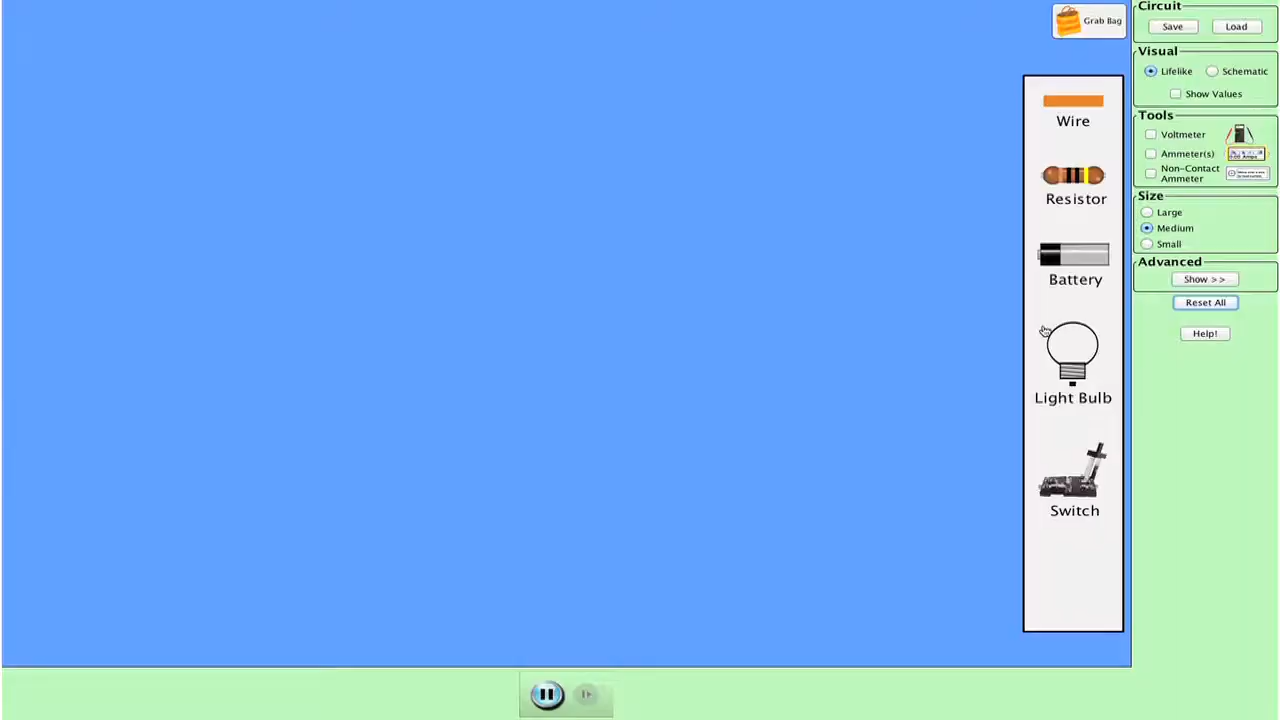 Grab Bag
Wire
Resistor
Battery
Light Bulb
Switch
Circuit
Save Load
Visual
Lifelike Schematic
Show Values
Tools
Voltmeter
Ammeter(s)
Non-Contact
Ammeter
Size
Large
Medium
Small
Advanced
Show >>
Reset All
Help!